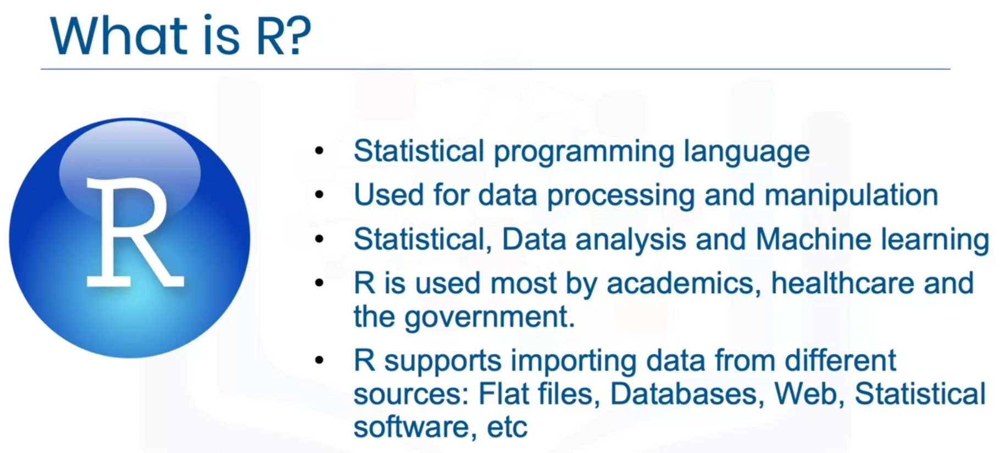 What is R?
R
• Statistical programming language
• Used for data processing and manipulation
• Statistical, Data analysis and Machine learning
• R is used most by academics, healthcare and
the government.
• R supports importing data from different
sources: Flat files, Databases, Web, Statistical
software, etc